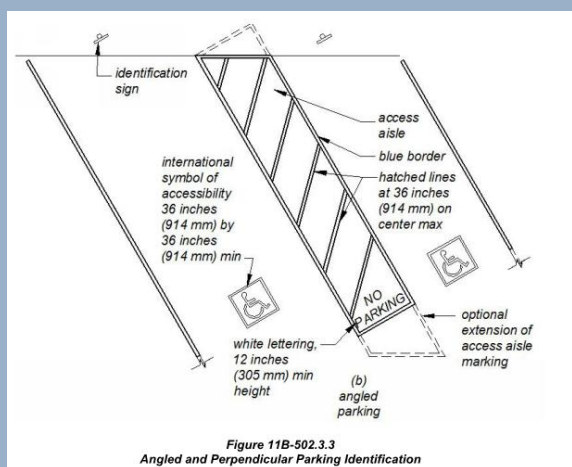 identification
sign
access
aisle
blue border
international
symbol of
accessibility
36 inches
(914 mm) by
36 inches
(914 mm) min
hatched lines
at 36 inches
(914 mm) on
center max
NO
PARKING
white lettering,
12 inches
(305 mm) min
height
optional
extension of
access aisle
marking
(b)
angled
parking
Figure 11B-502.3.3
Angled and Perpendicular Parking Identification